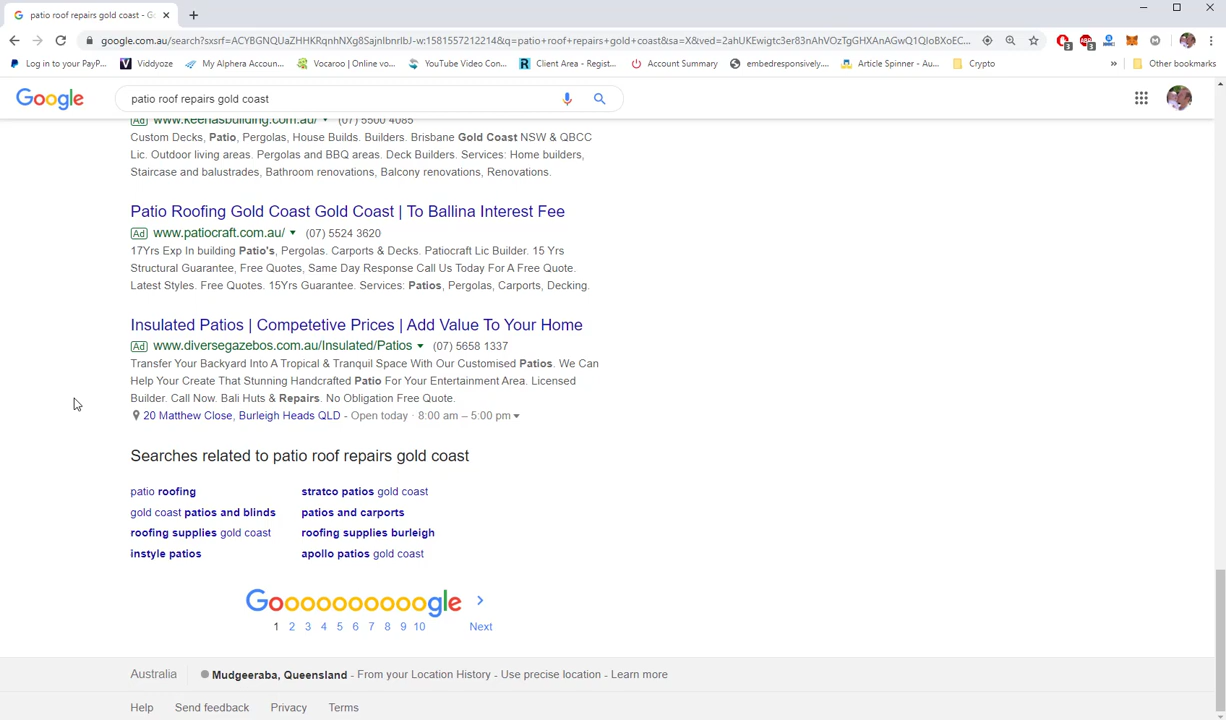 patio roof repairs gold coast - G
google.com.au/search?sxsrf=ACYBGNQUaZHHKRqnhNXg8SajnIbnrIbJ-w:1581557212214&q=patio+roof+repairs+gold+coast&sa=X&ved=2ahUKEwigtc3er83nAhVOzTgGHXAnAGwQ1QIoBXoEC...
Log in to your PayP...
Viddyoze
My Alphera Accoun...
Vocaroo | Online vo...
YouTube Video Con...
Client Area - Regist...
Account Summary
embedresponsively....
Article Spinner - Au...
Crypto
»
Other bookmarks
Google
patio roof repairs gold coast
Ad www.keenasbuilding.com.au/ (07) 5500 4085
Custom Decks, Patio, Pergolas, House Builds. Builders. Brisbane Gold Coast NSW & QBCC
Lic. Outdoor living areas. Pergolas and BBQ areas. Deck Builders. Services: Home builders,
Staircase and balustrades, Bathroom renovations, Balcony renovations, Renovations.
Patio Roofing Gold Coast Gold Coast | To Ballina Interest Fee
Ad www.patiocraft.com.au/ (07) 5524 3620
17Yrs Exp In building Patio's, Pergolas. Carports & Decks. Patiocraft Lic Builder. 15 Yrs
Structural Guarantee, Free Quotes, Same Day Response Call Us Today For A Free Quote.
Latest Styles. Free Quotes. 15Yrs Guarantee. Services: Patios, Pergolas, Carports, Decking.
Insulated Patios | Competetive Prices | Add Value To Your Home
Ad www.diversegazebos.com.au/Insulated/Patios (07) 5658 1337
Transfer Your Backyard Into A Tropical & Tranquil Space With Our Customised Patios. We Can
Help Your Create That Stunning Handcrafted Patio For Your Entertainment Area. Licensed
Builder. Call Now. Bali Huts & Repairs. No Obligation Free Quote.
20 Matthew Close, Burleigh Heads QLD - Open today · 8:00 am – 5:00 pm
Searches related to patio roof repairs gold coast
patio roofing
stratco patios gold coast
gold coast patios and blinds
patios and carports
roofing supplies gold coast
roofing supplies burleigh
instyle patios
apollo patios gold coast
Goooooooooogle
1 2 3 4 5 6 7 8 9 10 Next
Australia
Mudgeeraba, Queensland - From your Location History - Use precise location - Learn more
Help Send feedback Privacy Terms